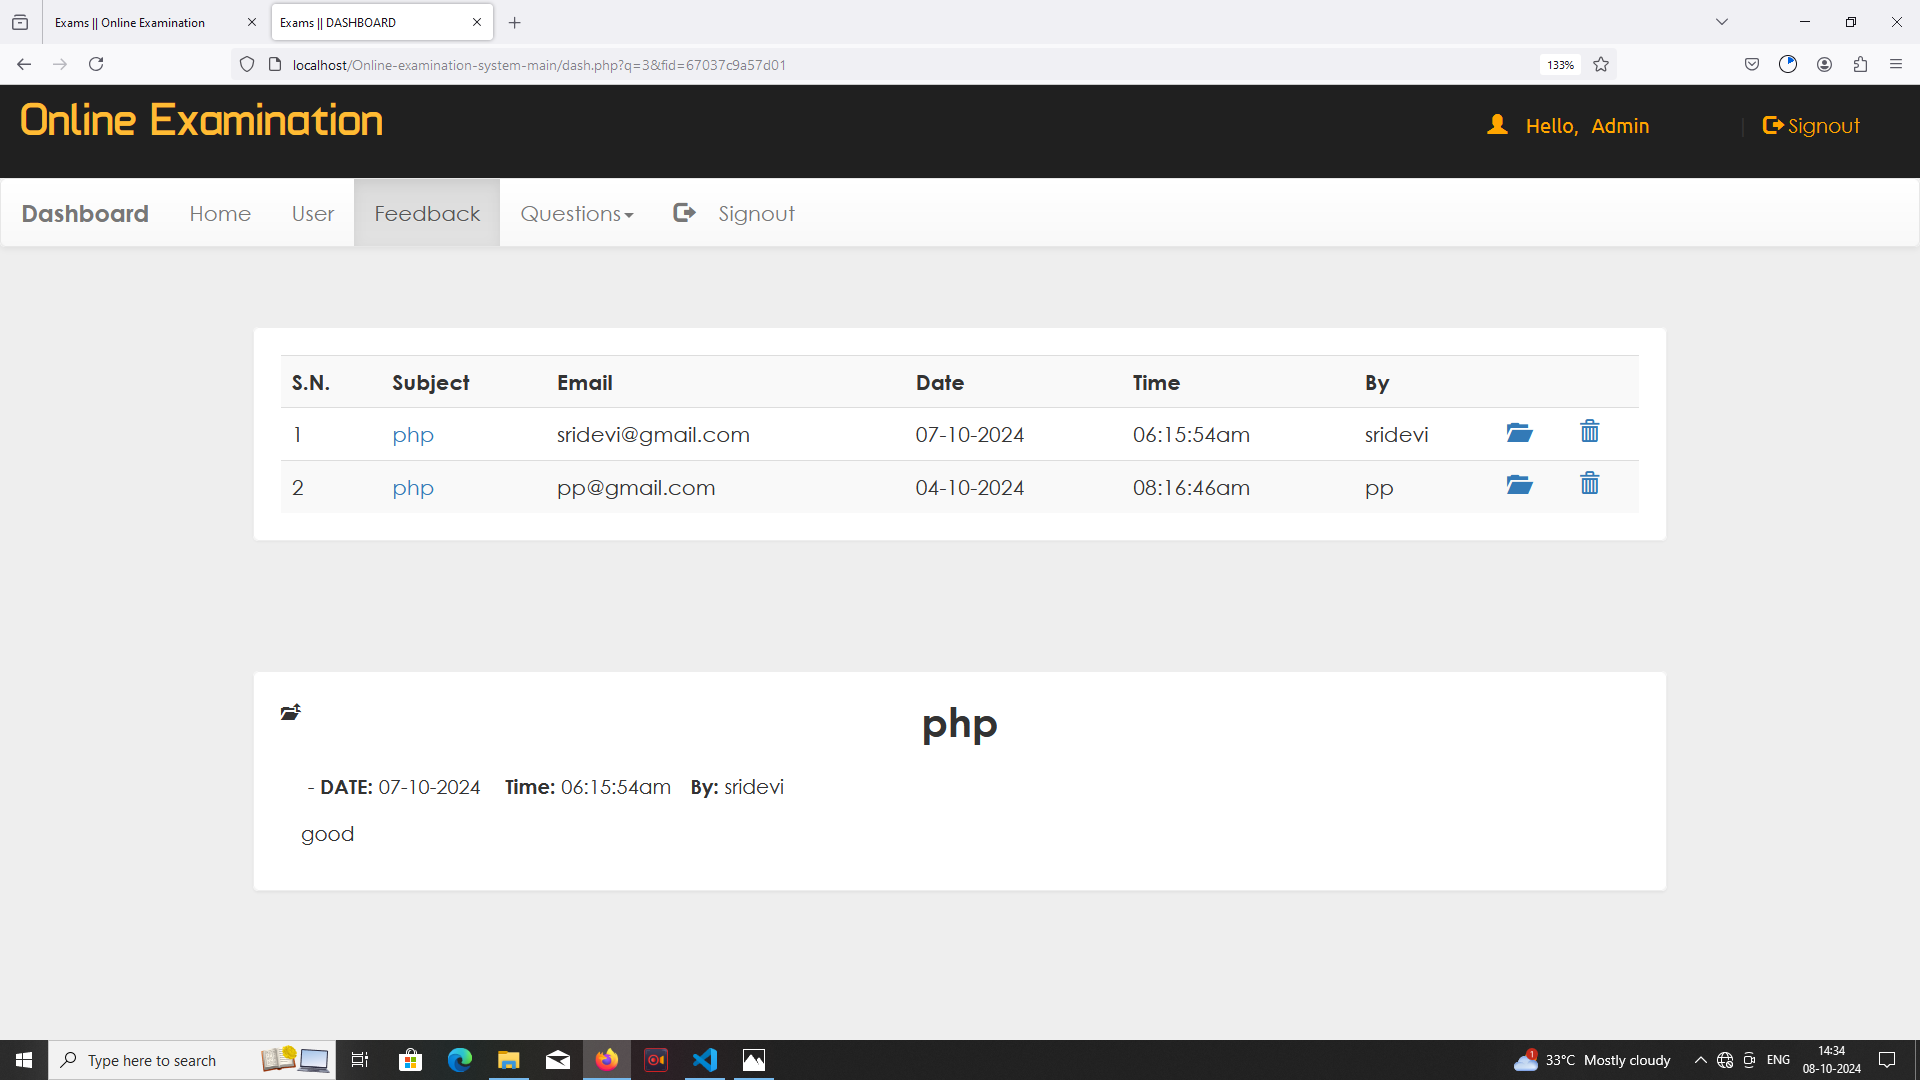 Exams || Online Examination
Exams || DASHBOARD
localhost/Online-examination-system-main/dash.php?q=3&fid=67037c9a57d01
133%
Online Examination
Hello, Admin
| Signout
Dashboard Home User Feedback Questions Signout
S.N. Subject Email Date Time By
1 php sridevi@gmail.com 07-10-2024 06:15:54am sridevi
2 php pp@gmail.com 04-10-2024 08:16:46am pp
php
- DATE: 07-10-2024 Time: 06:15:54am By: sridevi
good
Type here to search
1
33°C Mostly cloudy
ENG
14:34
08-10-2024